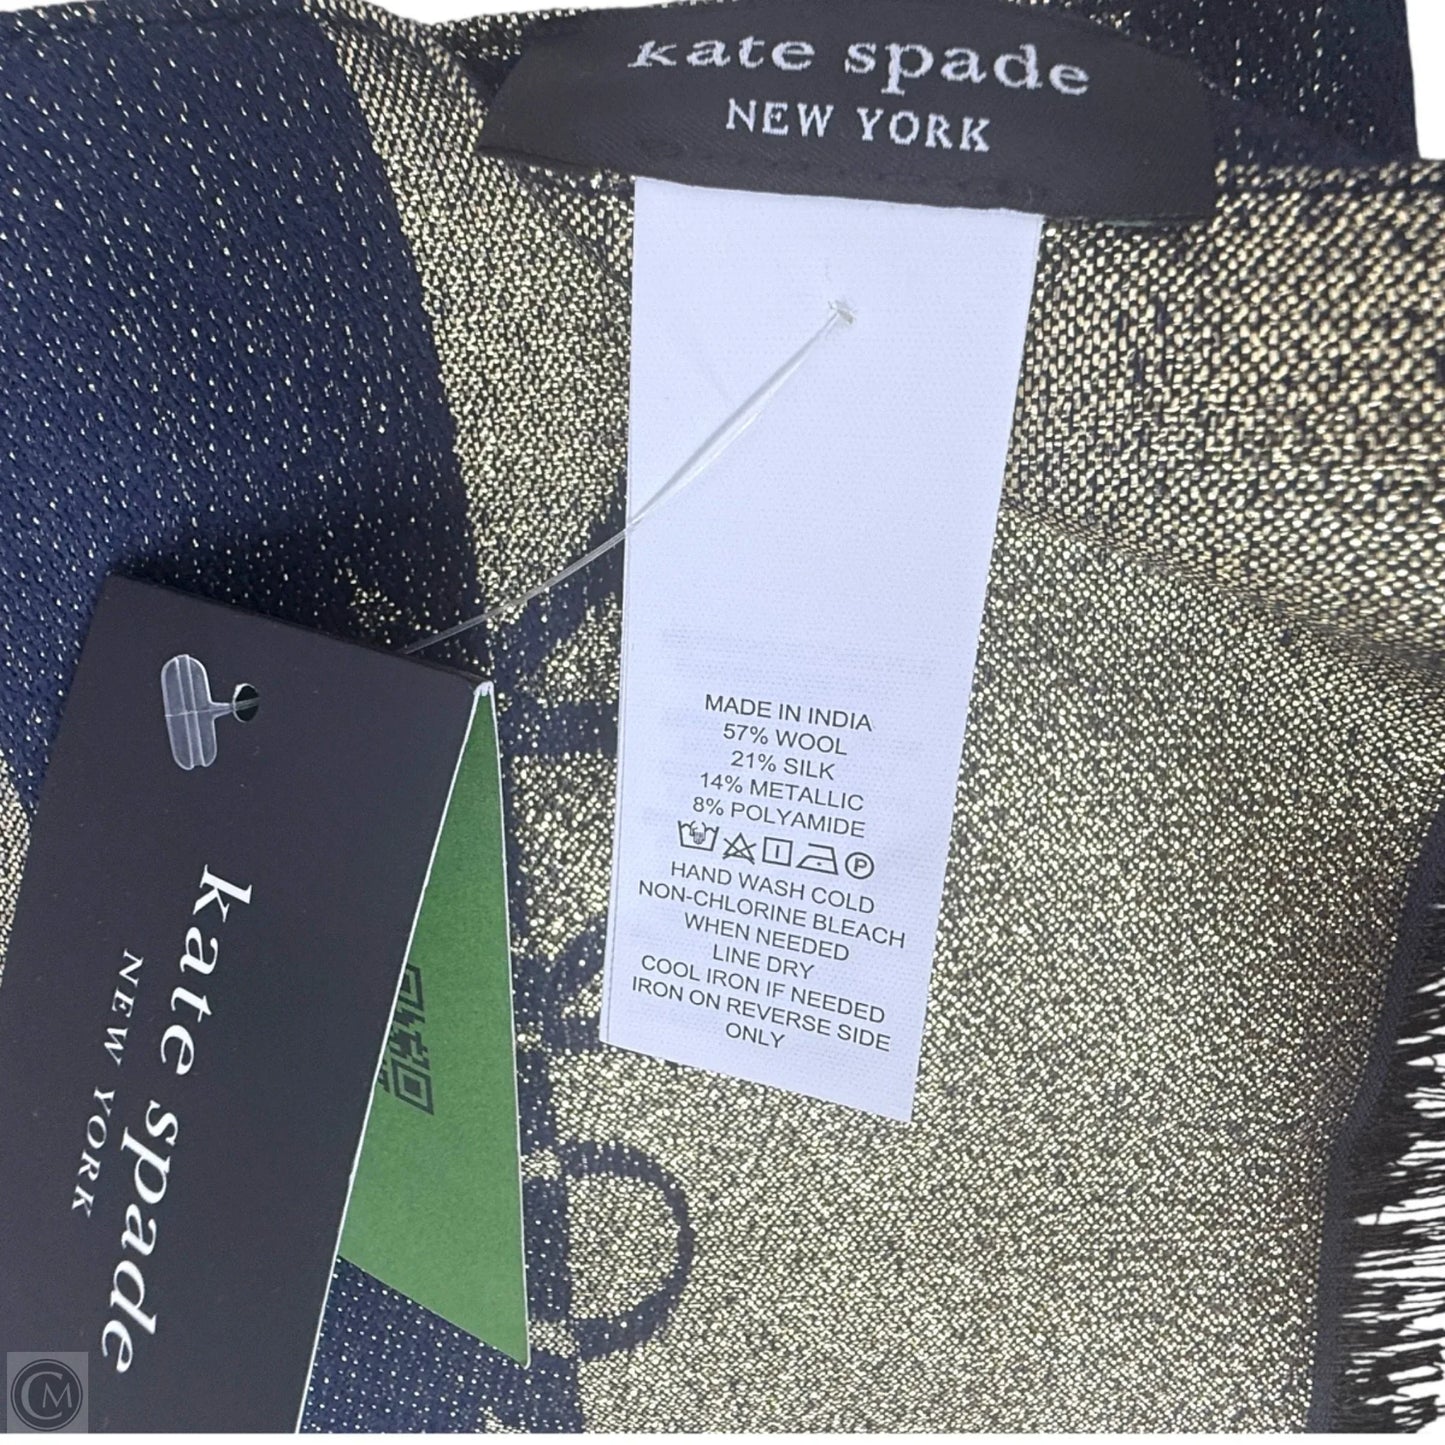 kate spade
NEW YORK
MADE IN INDIA
57% WOOL
21% SILK
14% METALLIC
8% POLYAMIDE
P
HAND WASH COLD
NON-CHLORINE BLEACH
WHEN NEEDED
LINE DRY
COOL IRON IF NEEDED
IRON ON REVERSE SIDE
ONLY
kate spade
NEW YORK
CM